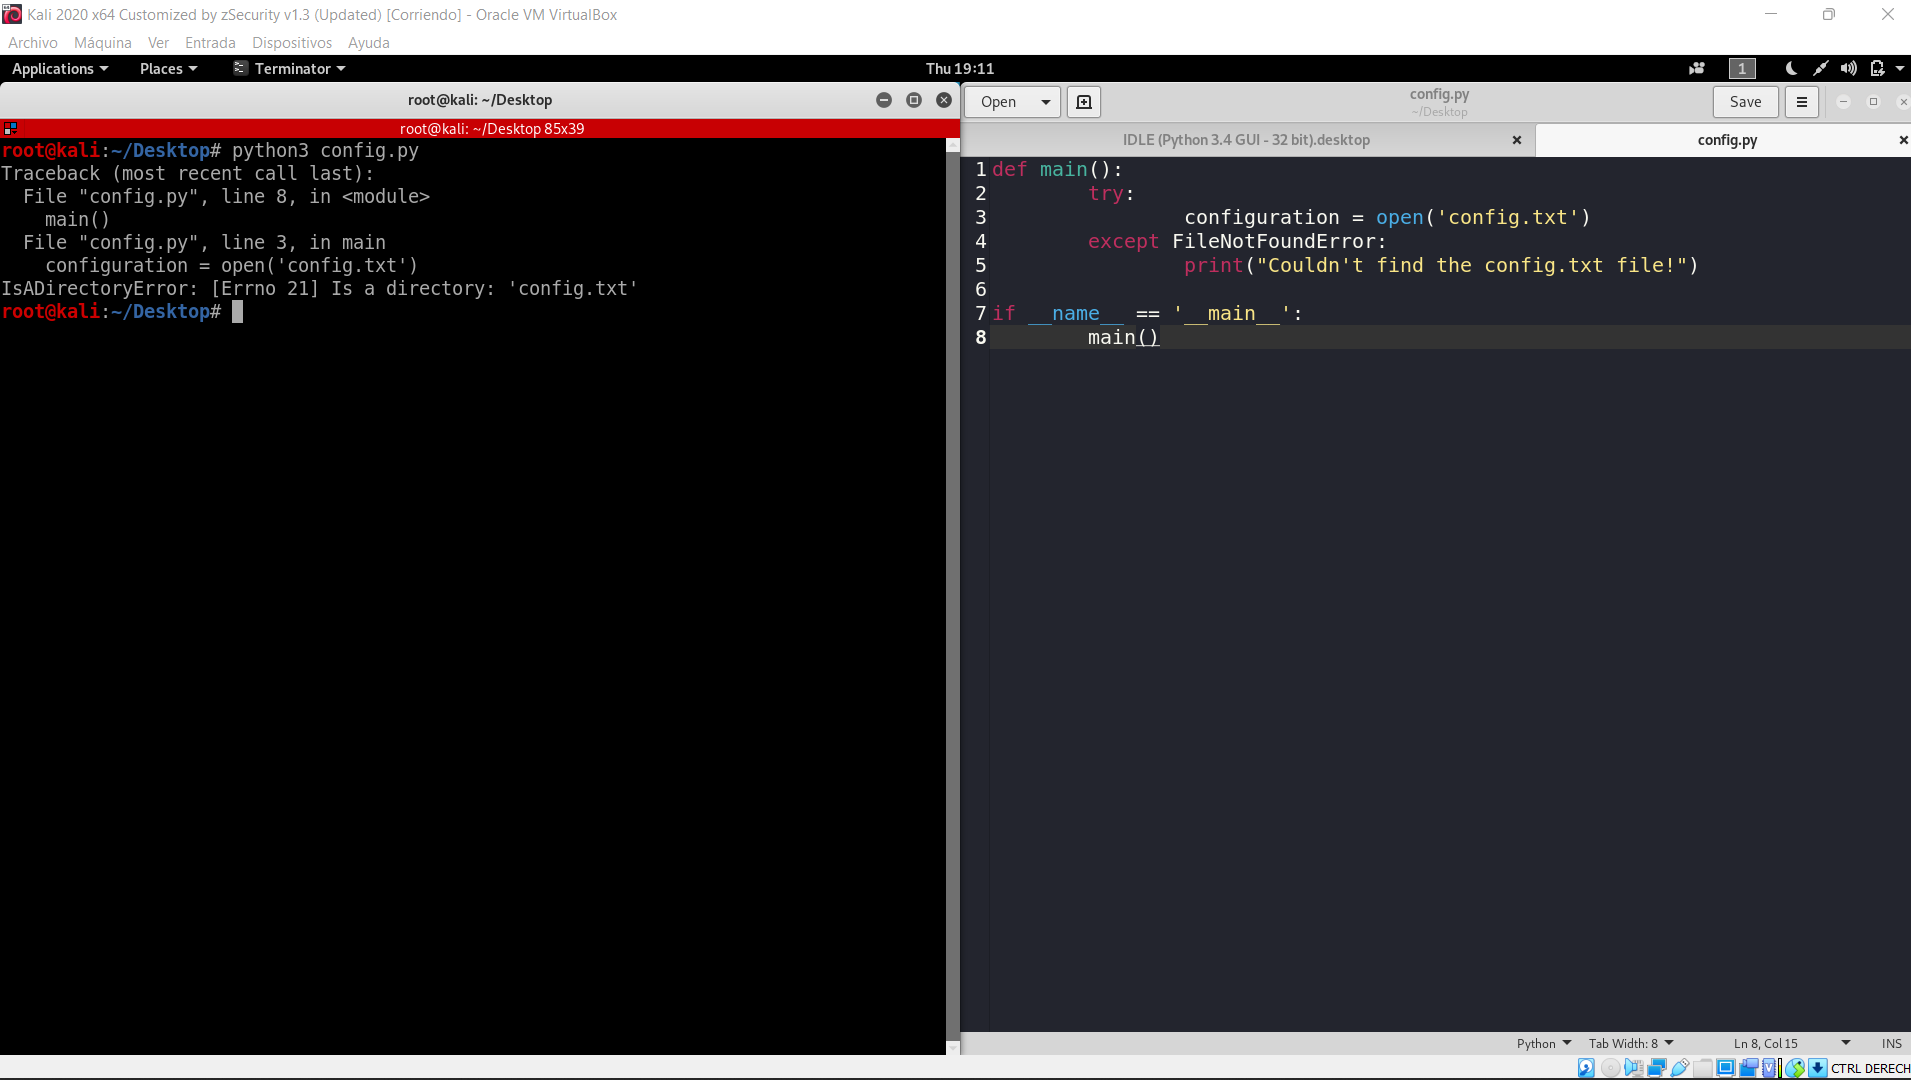 Kali 2020 x64 Customized by zSecurity v1.3 (Updated) [Corriendo] - Oracle VM VirtualBox
Archivo Máquina Ver Entrada Dispositivos Ayuda
Applications Places Terminator Thu 19:11 1
root@kali: ~/Desktop
root@kali: ~/Desktop 85x39
root@kali:~/Desktop# python3 config.py
Traceback (most recent call last):
  File "config.py", line 8, in <module>
    main()
  File "config.py", line 3, in main
    configuration = open('config.txt')
IsADirectoryError: [Errno 21] Is a directory: 'config.txt'
root@kali:~/Desktop#
Open config.py Save
~/Desktop
IDLE (Python 3.4 GUI - 32 bit).desktop config.py
1 def main():
2         try:
3                 configuration = open('config.txt')
4         except FileNotFoundError:
5                 print("Couldn't find the config.txt file!")
6
7 if __name__ == '__main__':
8         main()
Python Tab Width: 8 Ln 8, Col 15 INS
CTRL DERECH